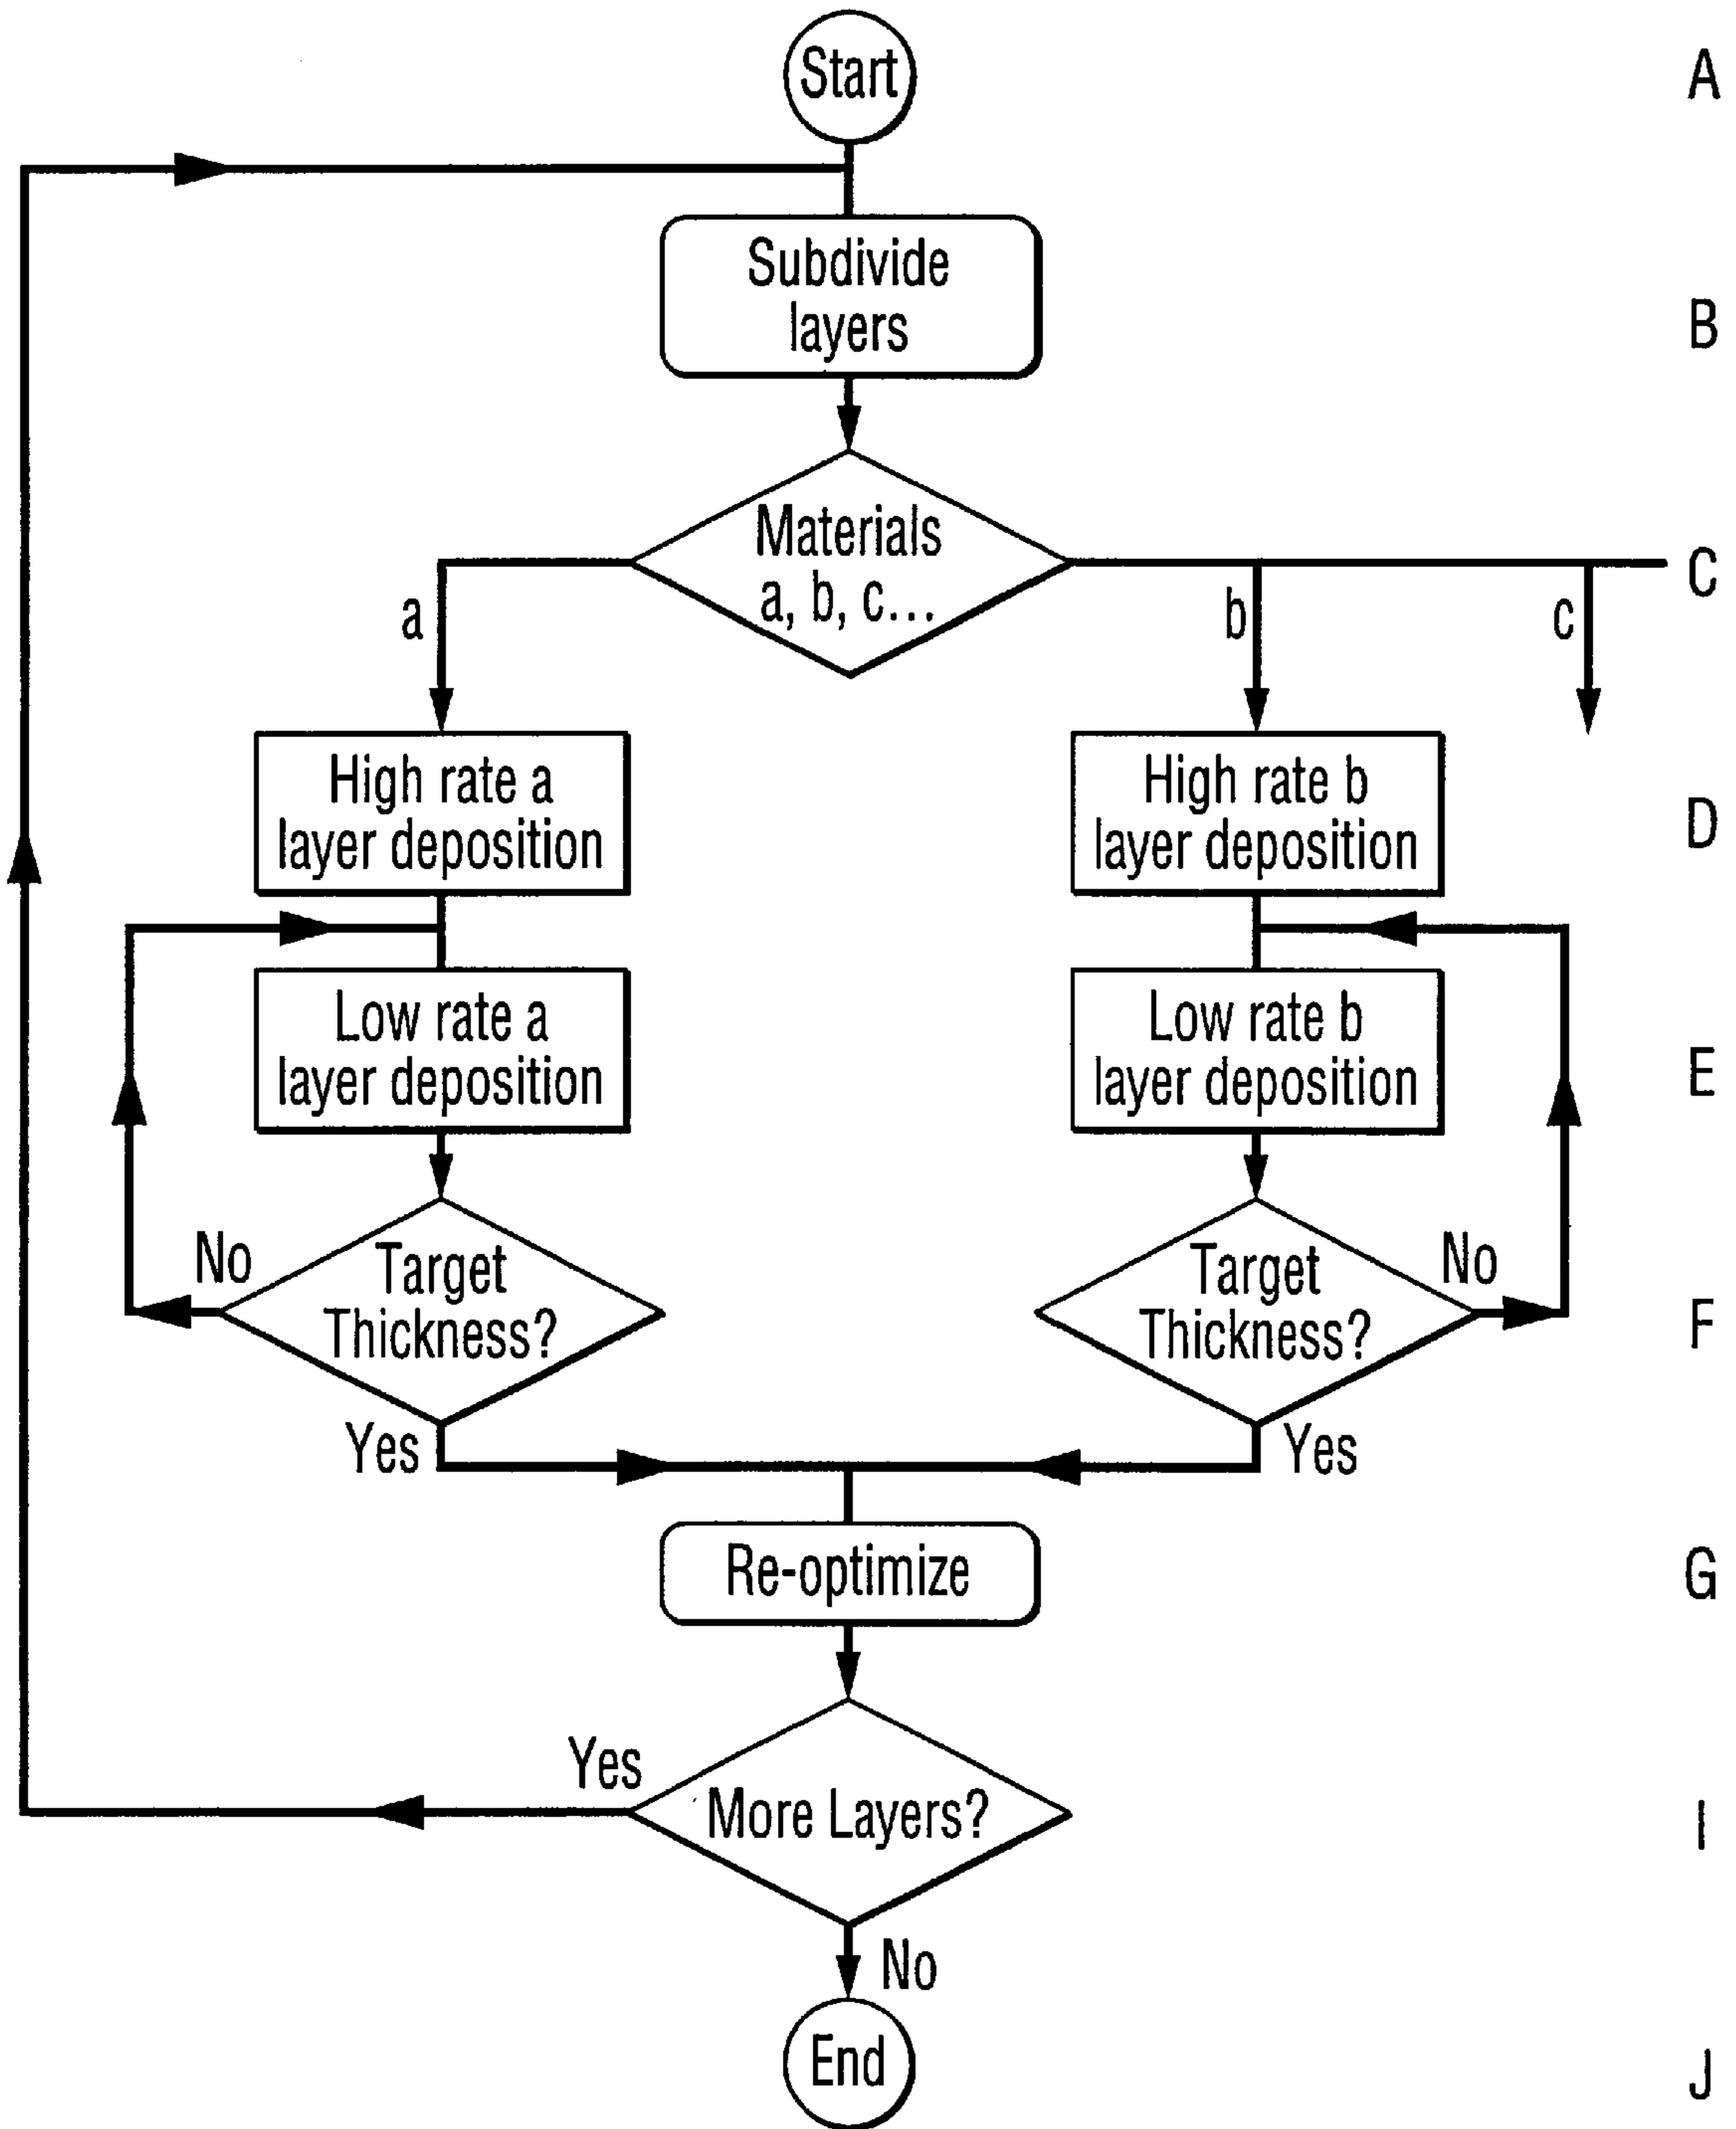 Start
A
Subdivide
layers
B
Materials
a, b, c...
C
a
b
c
High rate a
layer deposition
High rate b
layer deposition
D
Low rate a
layer deposition
Low rate b
layer deposition
E
No
Target
Thickness?
Target
Thickness?
No
F
Yes
Yes
Re-optimize
G
Yes
More Layers?
I
No
End
J